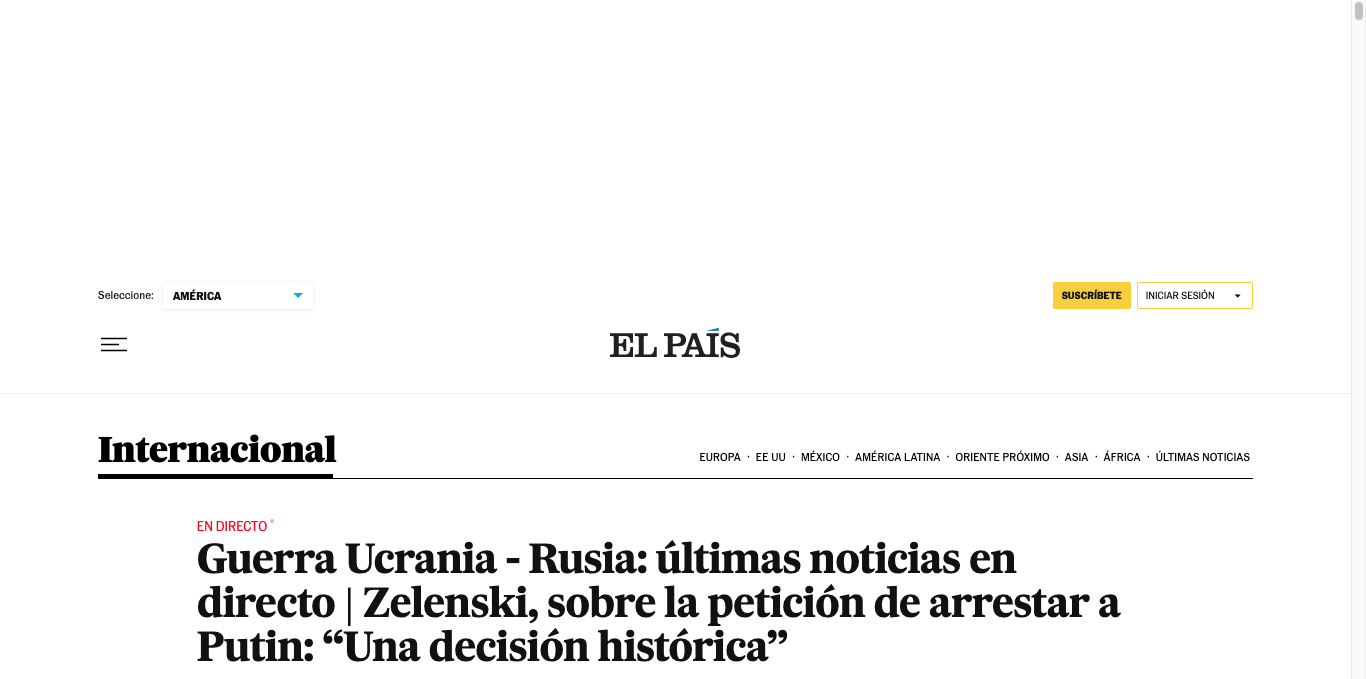 Seleccione: AMÉRICA SUSCRÍBETE INICIAR SESIÓN
EL PAÍS
Internacional
EUROPA · EE UU · MÉXICO · AMÉRICA LATINA · ORIENTE PRÓXIMO · ASIA · ÁFRICA · ÚLTIMAS NOTICIAS
EN DIRECTO
Guerra Ucrania - Rusia: últimas noticias en
directo | Zelenski, sobre la petición de arrestar a
Putin: “Una decisión histórica”